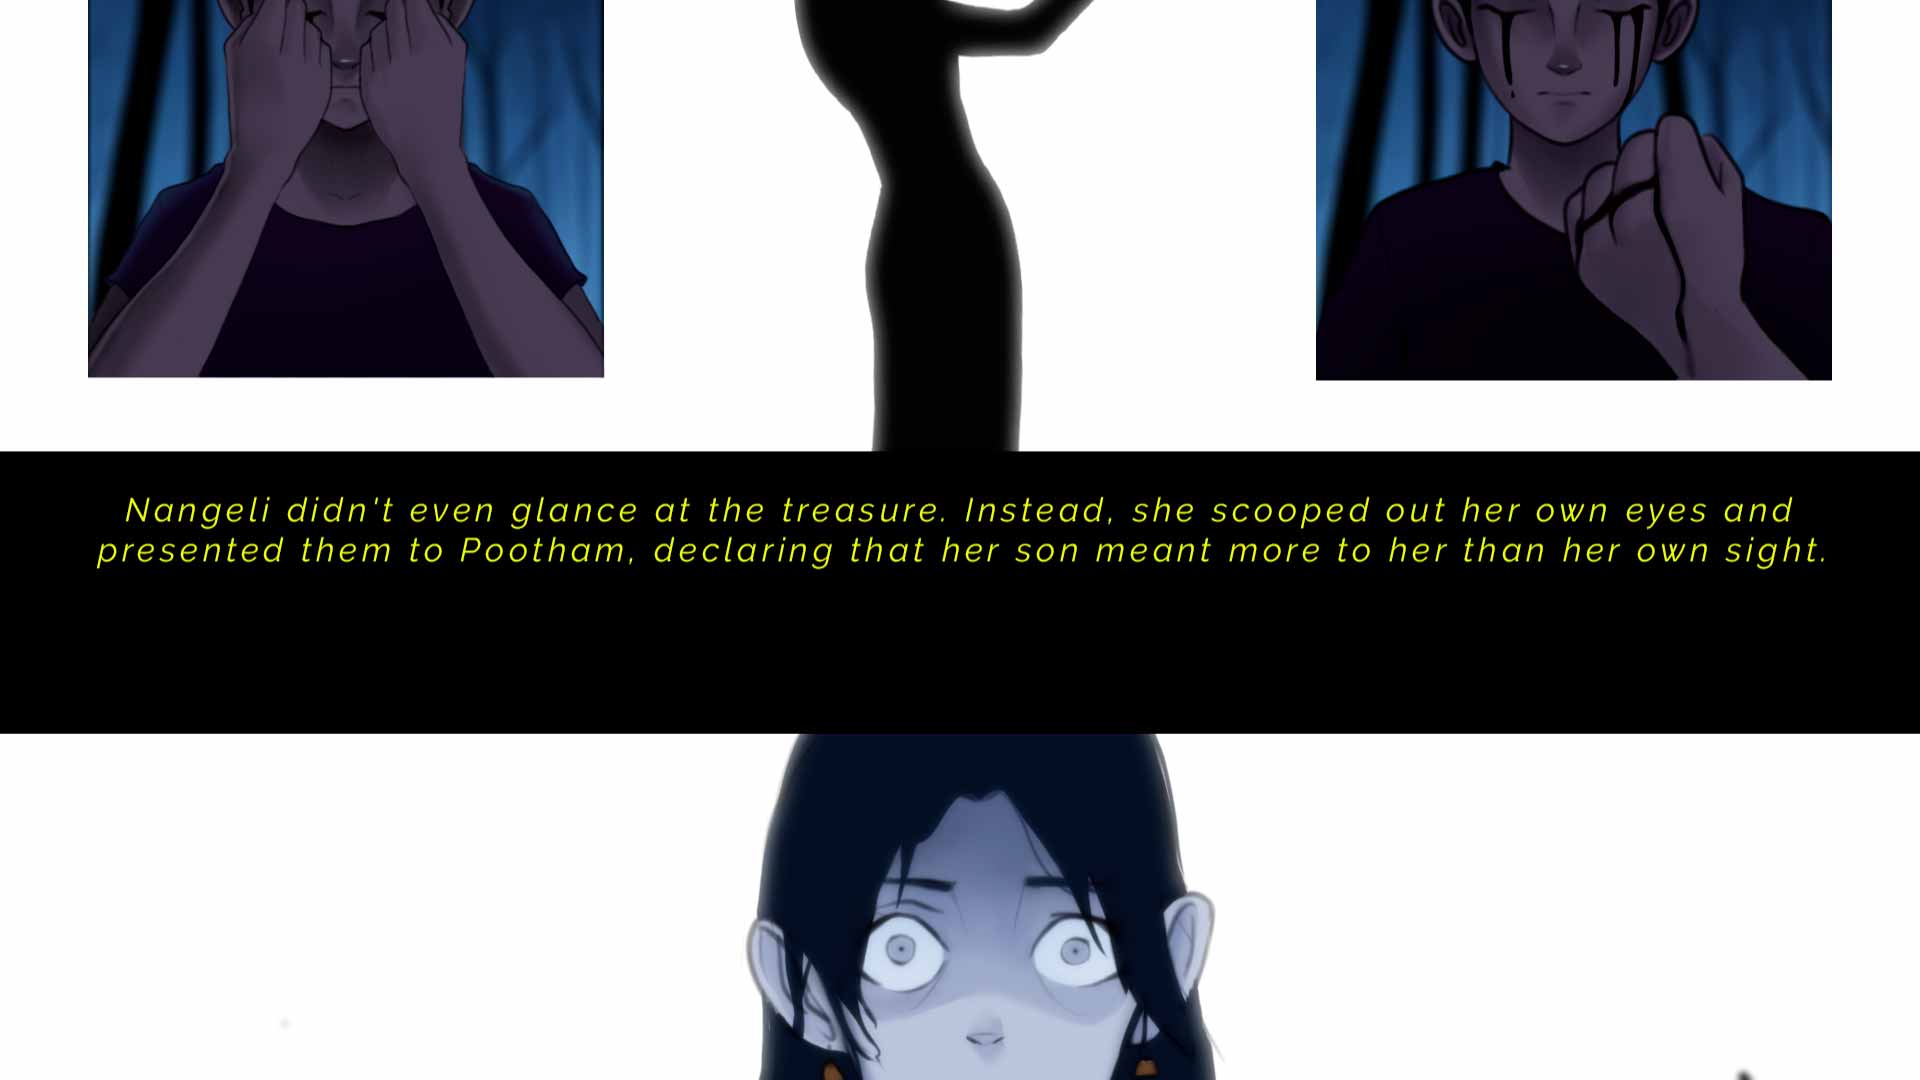 Nangeli didn't even glance at the treasure. Instead, she scooped out her own eyes and
presented them to Pootham, declaring that her son meant more to her than her own sight.